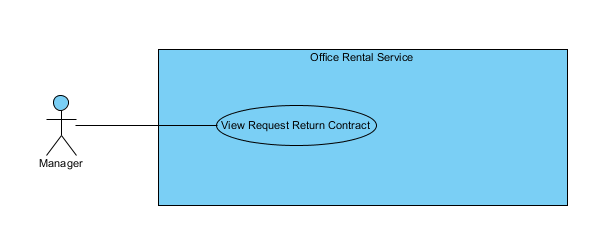 Office Rental Service
View Request Return Contract
Manager